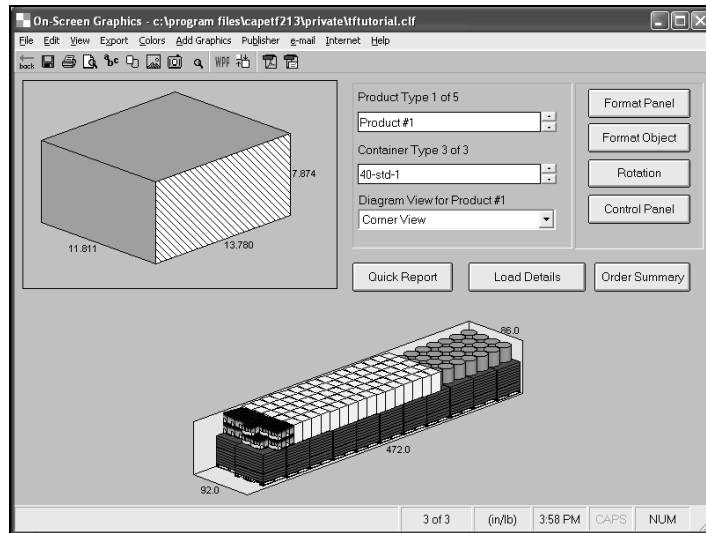 On-Screen Graphics - c:\program files\capetf213\private\tftutorial.clf
File Edit View Export Colors Add Graphics Publisher e-mail Internet Help
back abc WPF
Product Type 1 of 5
Product #1
Container Type 3 of 3
40-std-1
Diagram View for Product #1
Corner View
Format Panel
Format Object
Rotation
Control Panel
7.874
11.811
13.780
Quick Report Load Details Order Summary
86.0
472.0
92.0
3 of 3 (in/lb) 3:58 PM CAPS NUM